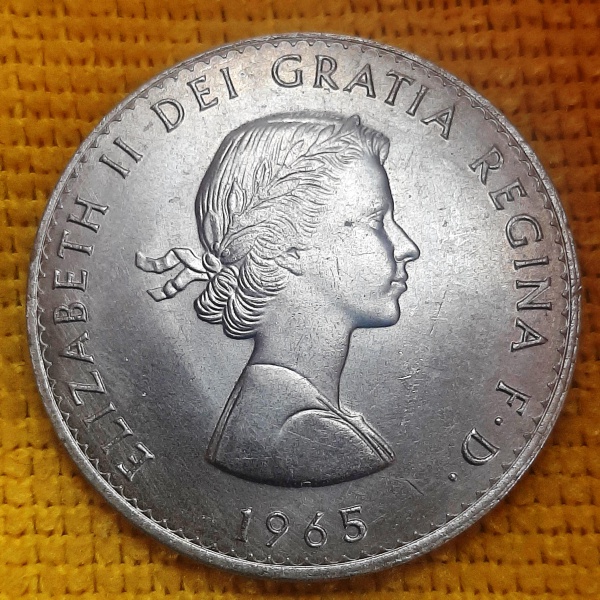 ELIZABETH II DEI GRATIA REGINA F·D·
1965